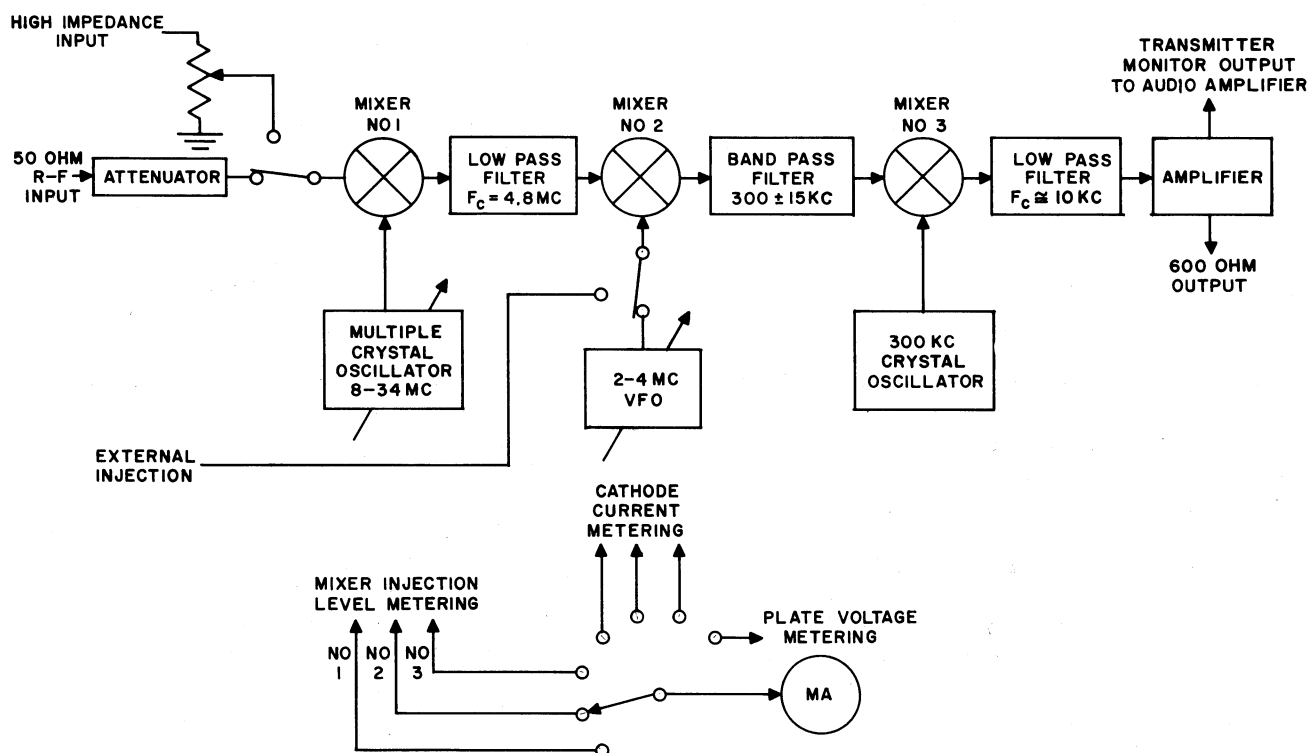 HIGH IMPEDANCE
INPUT
50 OHM
R-F
INPUT
ATTENUATOR
MIXER
NO 1
LOW PASS
FILTER
Fc = 4.8 MC
MIXER
NO 2
BAND PASS
FILTER
300 ± 15 KC
MIXER
NO 3
LOW PASS
FILTER
Fc ≅ 10 KC
AMPLIFIER
TRANSMITTER
MONITOR OUTPUT
TO AUDIO AMPLIFIER
600 OHM
OUTPUT
MULTIPLE
CRYSTAL
OSCILLATOR
8-34 MC
2-4 MC
VFO
300 KC
CRYSTAL
OSCILLATOR
EXTERNAL
INJECTION
CATHODE
CURRENT
METERING
MIXER INJECTION
LEVEL METERING
NO
1
NO
2
NO
3
PLATE VOLTAGE
METERING
MA